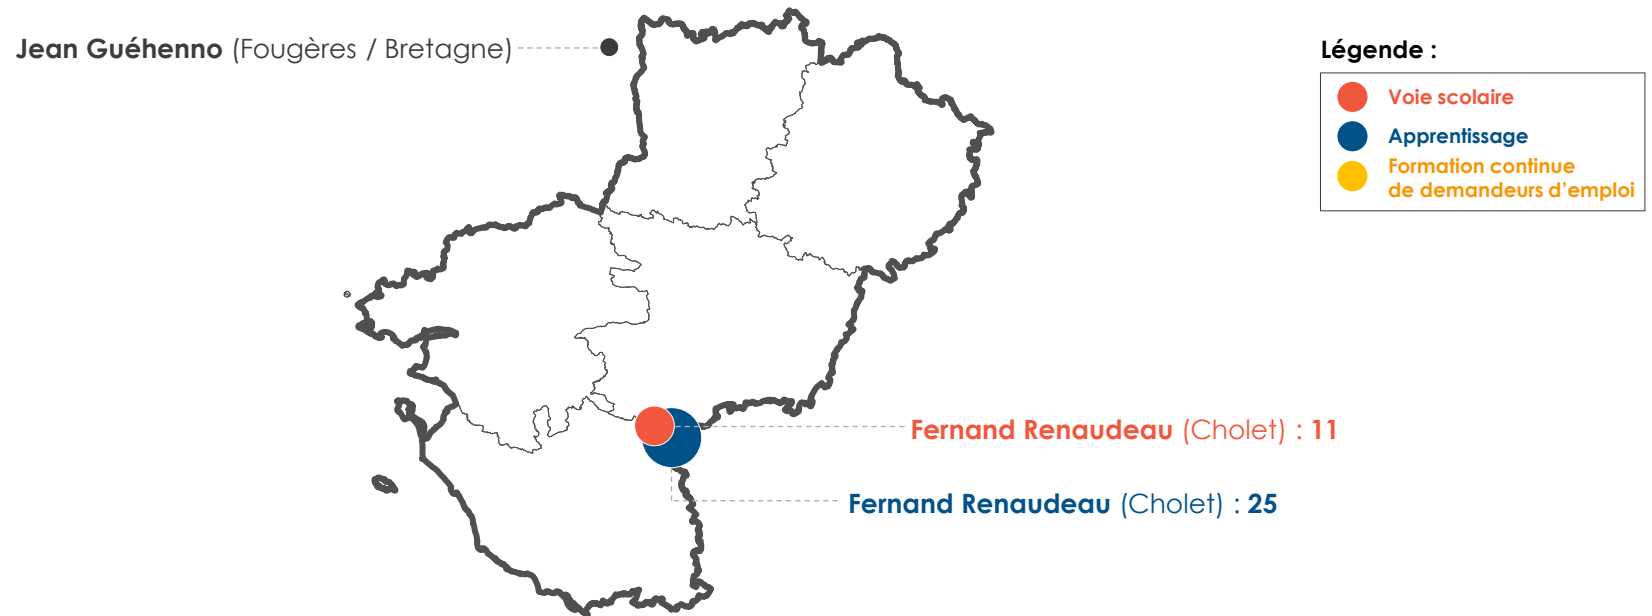 Jean Guéhenno (Fougères / Bretagne)
Légende :
Voie scolaire
Apprentissage
Formation continue
de demandeurs d'emploi
Fernand Renaudeau (Cholet) : 11
Fernand Renaudeau (Cholet) : 25